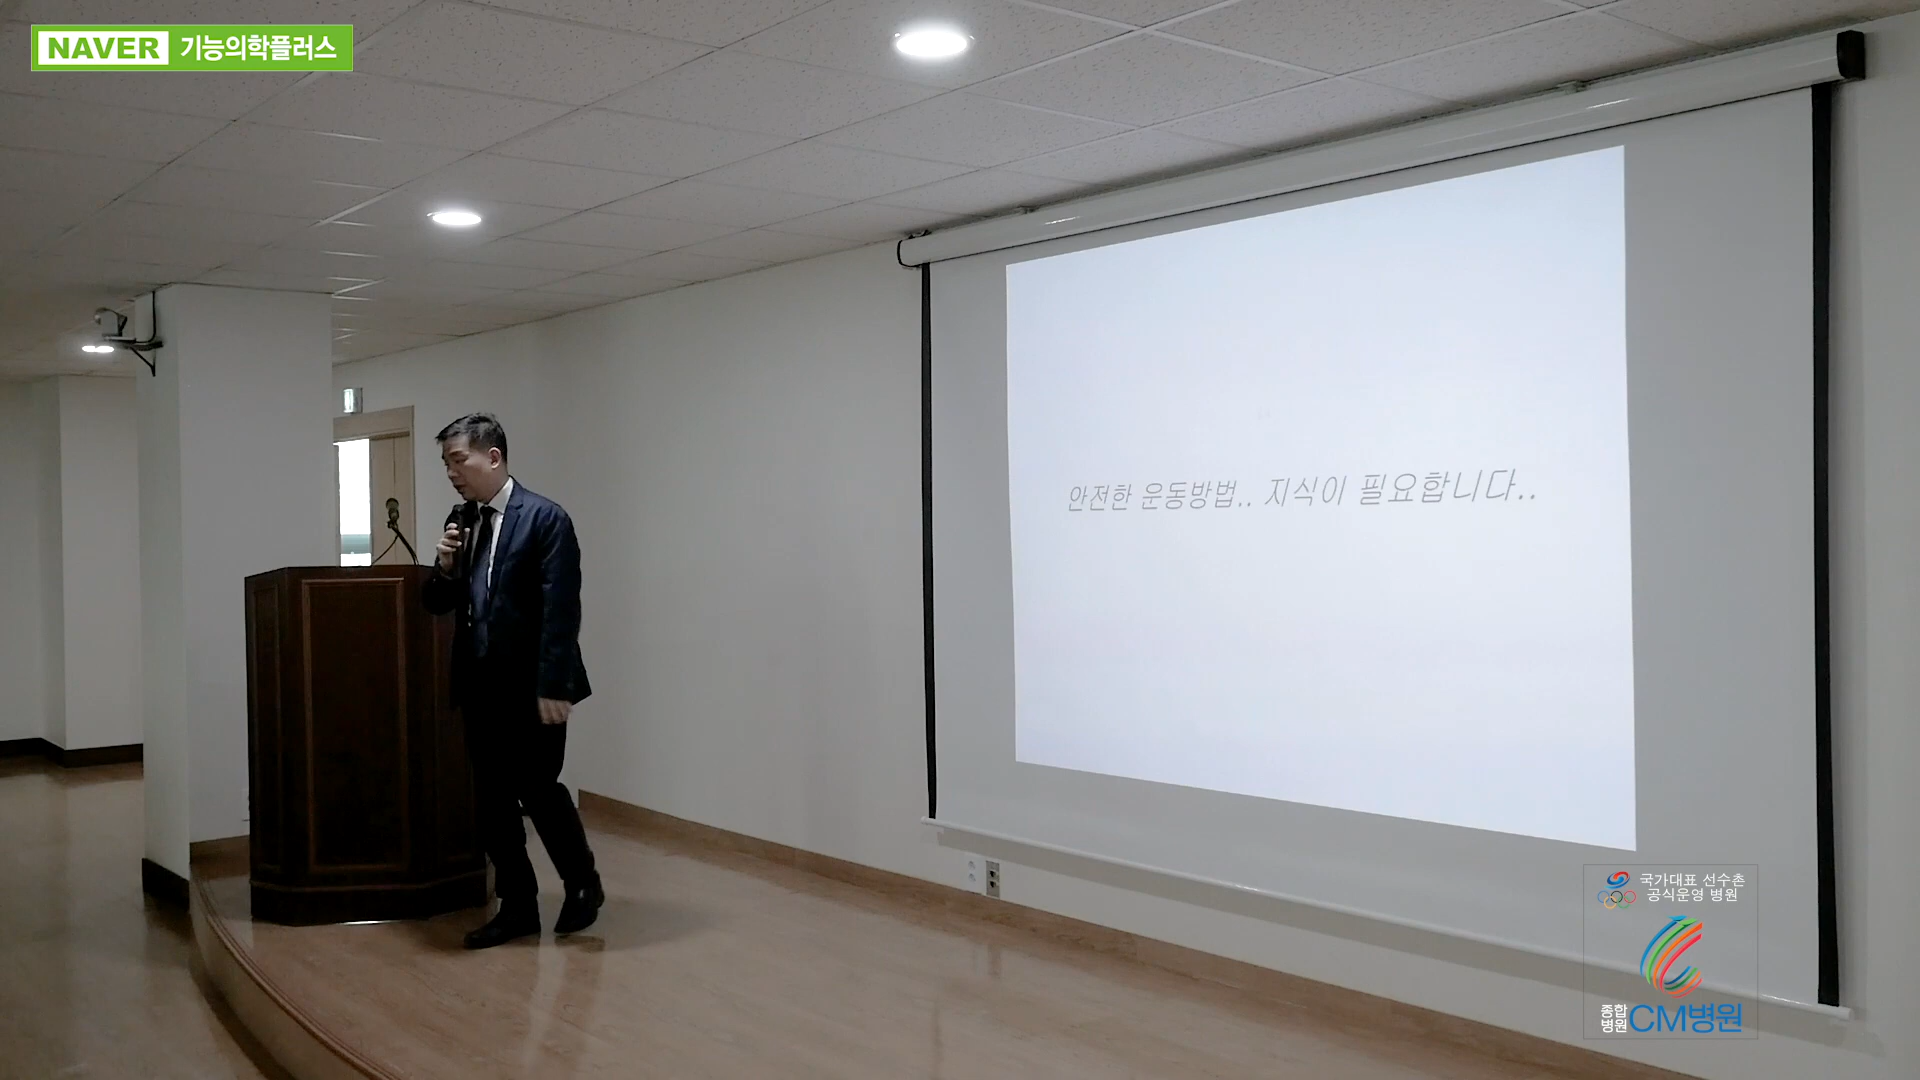 NAVER 기능의학플러스
안전한 운동방법.. 지식이 필요합니다..
국가대표 선수촌
공식운영 병원
종합
병원 CM병원